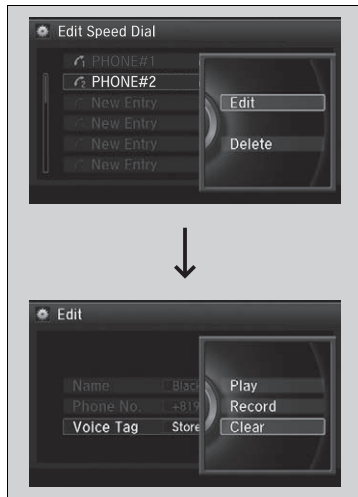 Edit Speed Dial
PHONE#1
PHONE#2
New Entry
New Entry
New Entry
New Entry
Edit
Delete
Edit
Name Black
Phone No. +819
Voice Tag Store
Play
Record
Clear